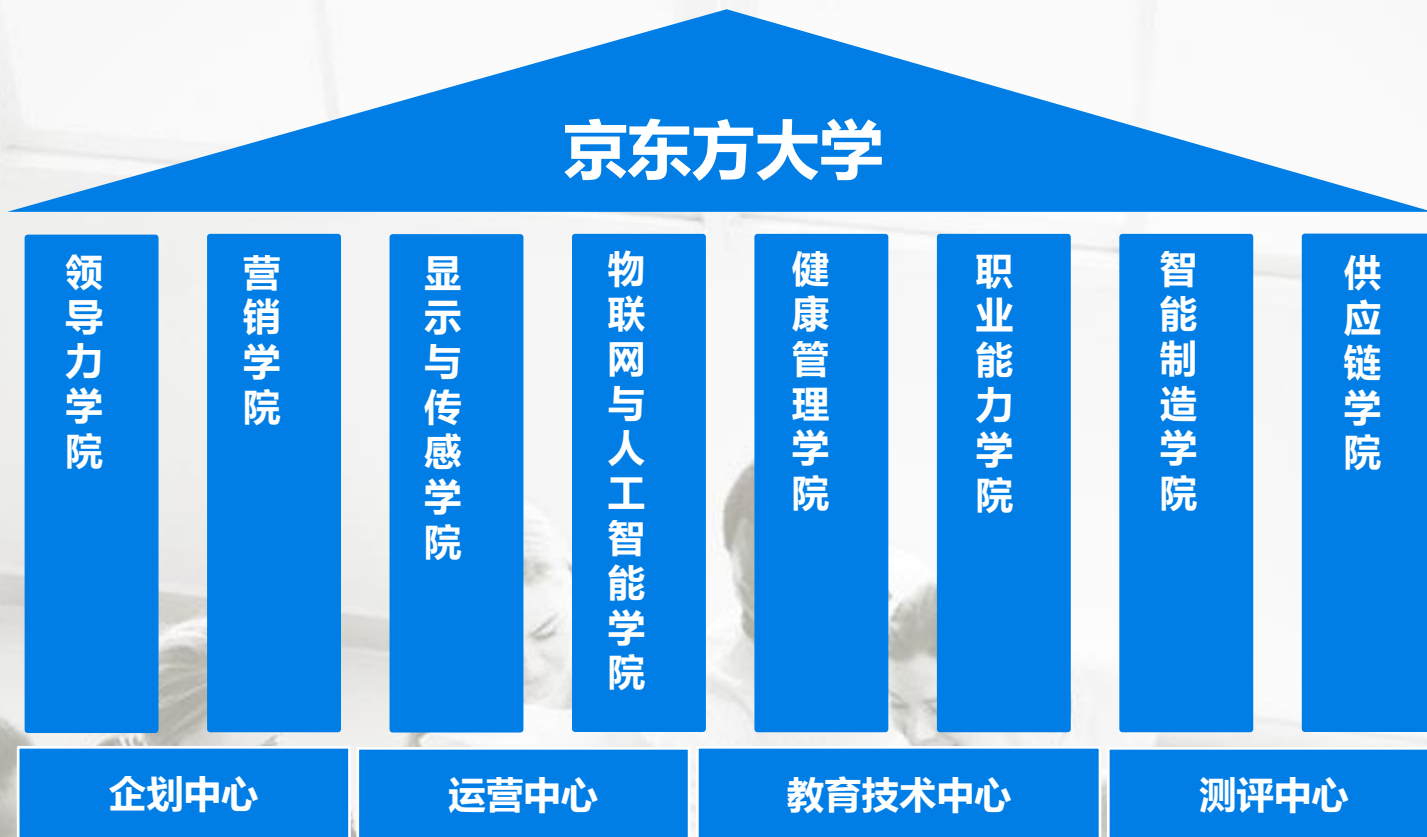 京东方大学
领导力学院
营销学院
显示与传感学院
物联网与人工智能学院
健康管理学院
职业能力学院
智能制造学院
供应链学院
企划中心
运营中心
教育技术中心
测评中心